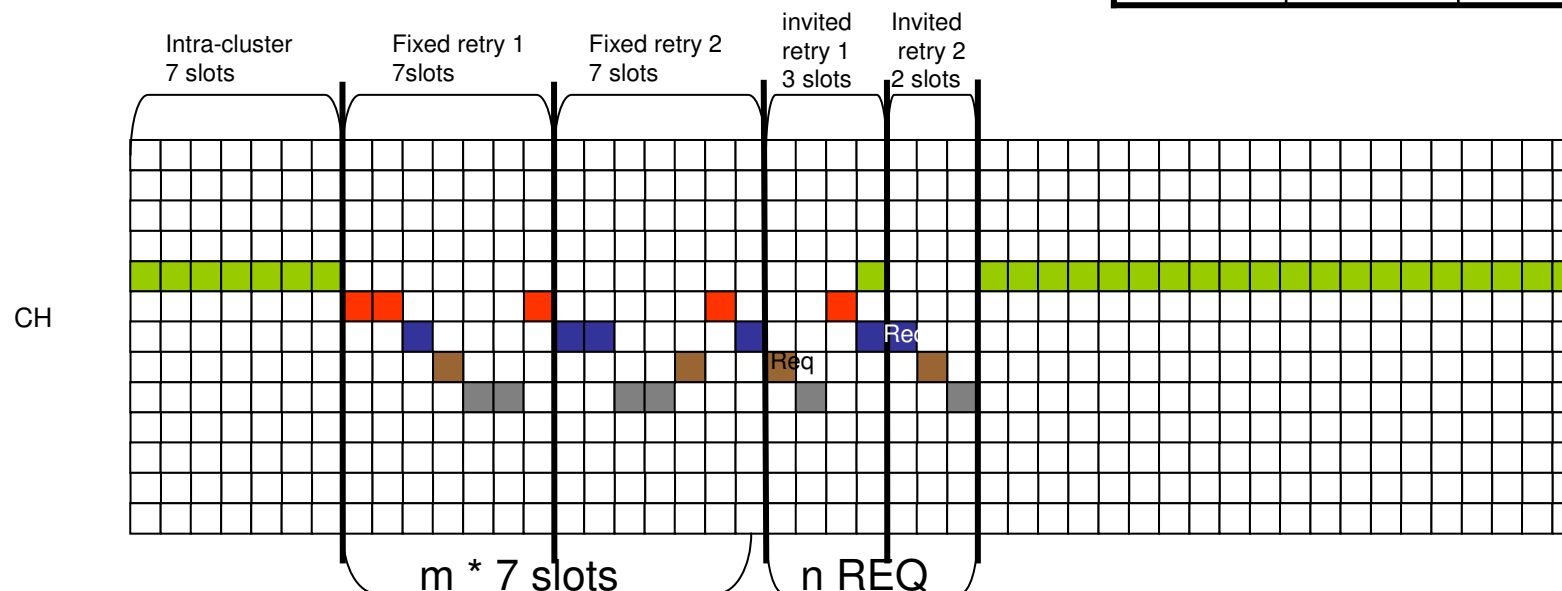 Intra-cluster
7 slots
Fixed retry 1
7slots
Fixed retry 2
7 slots
invited
retry 1
3 slots
Invited
retry 2
2 slots
CH
Req
Req
m * 7 slots
n REQ